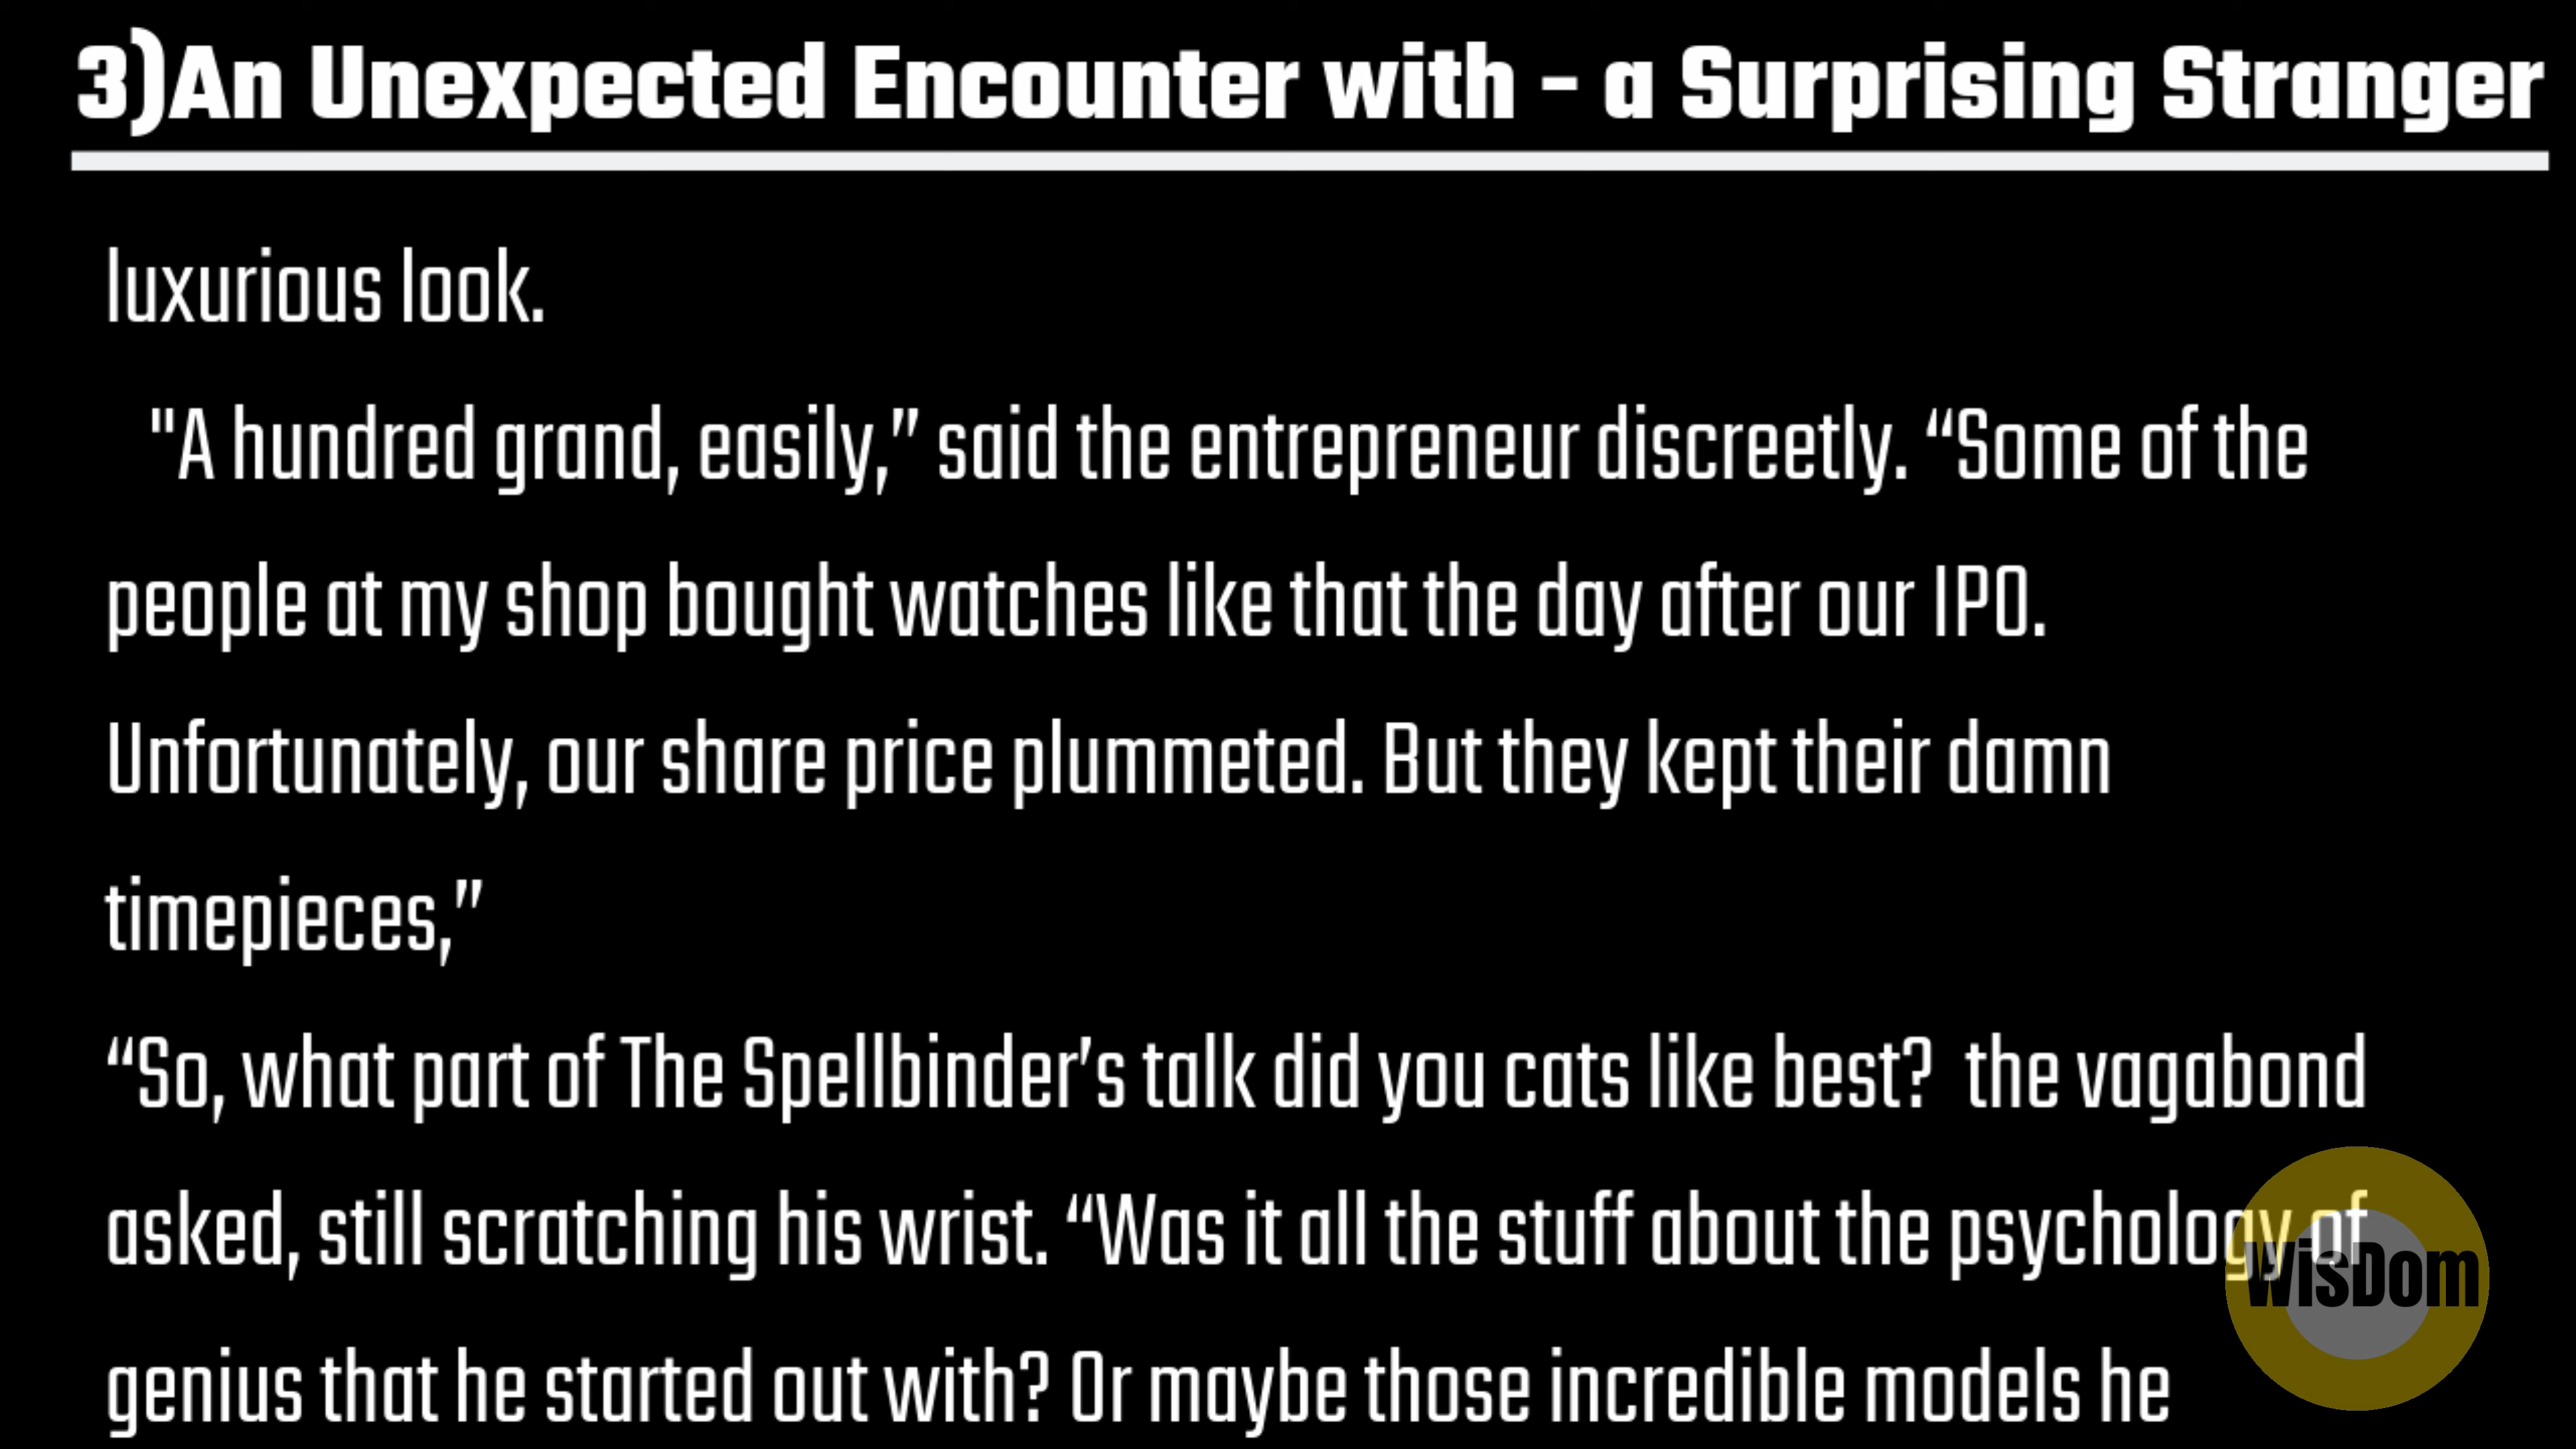 3)An Unexpected Encounter with - a Surprising Stranger
luxurious look.
"A hundred grand, easily,” said the entrepreneur discreetly. “Some of the
people at my shop bought watches like that the day after our IPO.
Unfortunately, our share price plummeted. But they kept their damn
timepieces,”
“So, what part of The Spellbinder’s talk did you cats like best?  the vagabond
asked, still scratching his wrist. “Was it all the stuff about the psychology of
genius that he started out with? Or maybe those incredible models he
WisDom